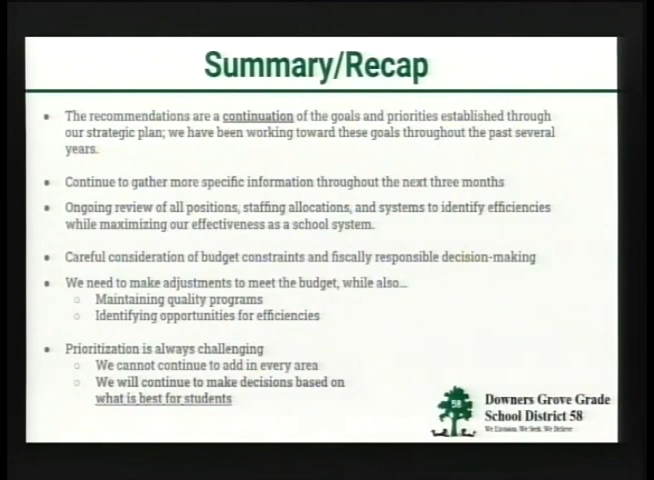 Summary/Recap
The recommendations are a continuation of the goals and priorities established through
our strategic plan; we have been working toward these goals throughout the past several
years.
Continue to gather more specific information throughout the next three months
Ongoing review of all positions, staffing allocations, and systems to identify efficiencies
while maximizing our effectiveness as a school system.
Careful consideration of budget constraints and fiscally responsible decision-making
We need to make adjustments to meet the budget, while also...
Maintaining quality programs
Identifying opportunities for efficiencies
Prioritization is always challenging
We cannot continue to add in every area
We will continue to make decisions based on
what is best for students
58
Downers Grove Grade
School District 58
We Envision. We Seek. We Believe